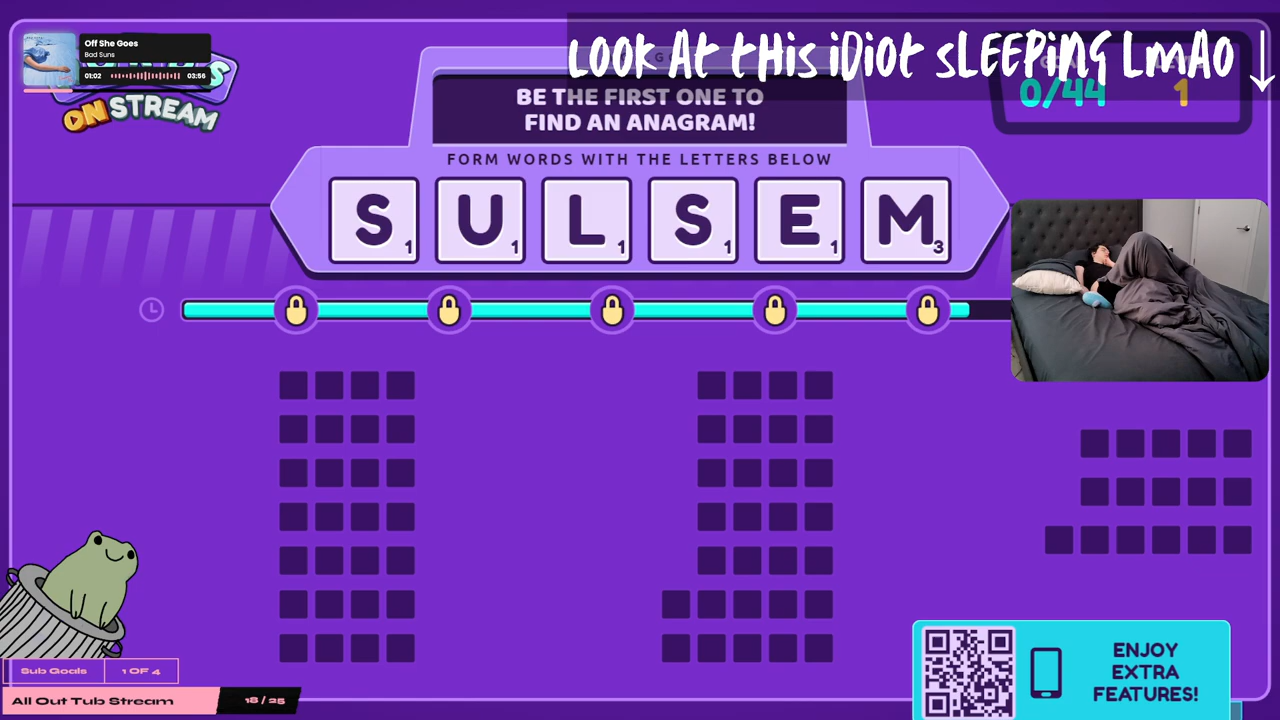 Off She Goes
Bad Suns
01:02
03:56
ON STREAM
LOOK At tHis iDiot sLEEPiNG LmAO ↓
0/44
1
BE THE FIRST ONE TO
FIND AN ANAGRAM!
FORM WORDS WITH THE LETTERS BELOW
S 1 U 1 L 1 S 1 E 1 M 3
Sub Goals
1 OF 4
All Out Tub Stream
18 / 25
ENJOY
EXTRA
FEATURES!